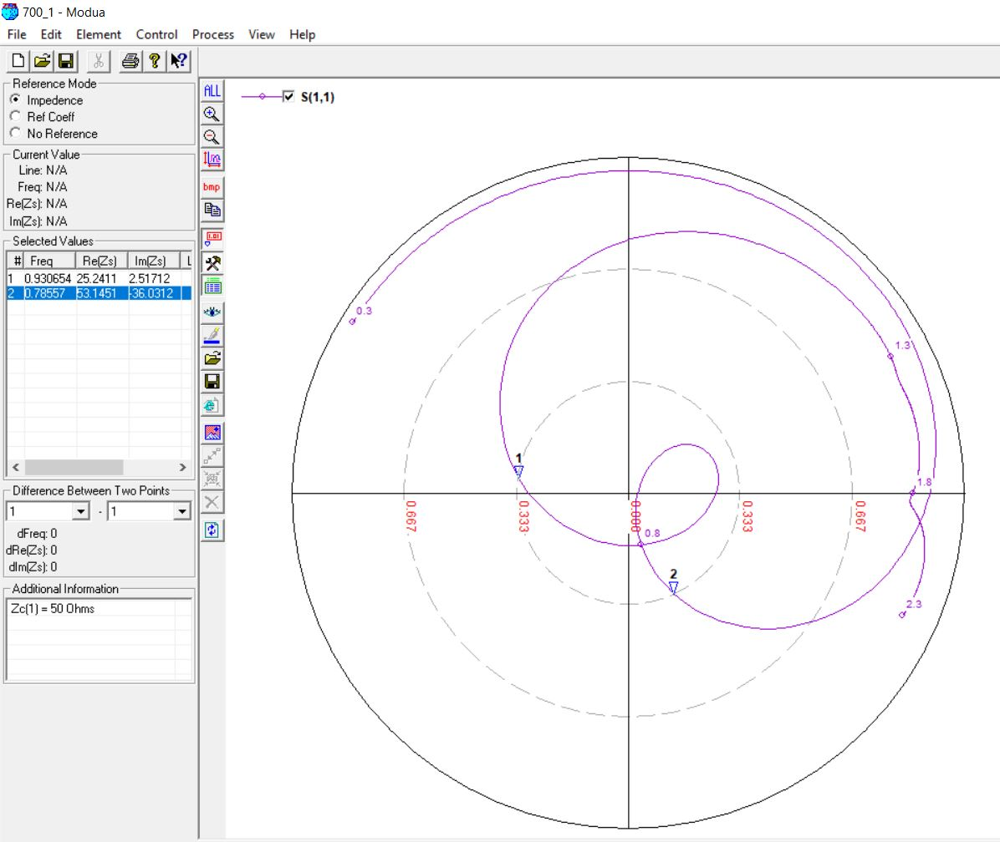 700_1 - Modua
File Edit Element Control Process View Help
Reference Mode
Impedence
Ref Coeff
No Reference
Current Value
Line: N/A
Freq: N/A
Re(Zs): N/A
Im(Zs): N/A
Selected Values
# Freq Re(Zs) Im(Zs) L
1 0.930654 25.2411 2.51712
2 0.78557 53.1451 -36.0312
Difference Between Two Points
1 - 1
dFreq: 0
dRe(Zs): 0
dIm(Zs): 0
Additional Information
Zc(1) = 50 Ohms
ALL
bmp
1.01
S(1,1)
0.3
1.3
1
1.8
0.667
0.333
0.000
0.333
0.667
0.8
2
2.3